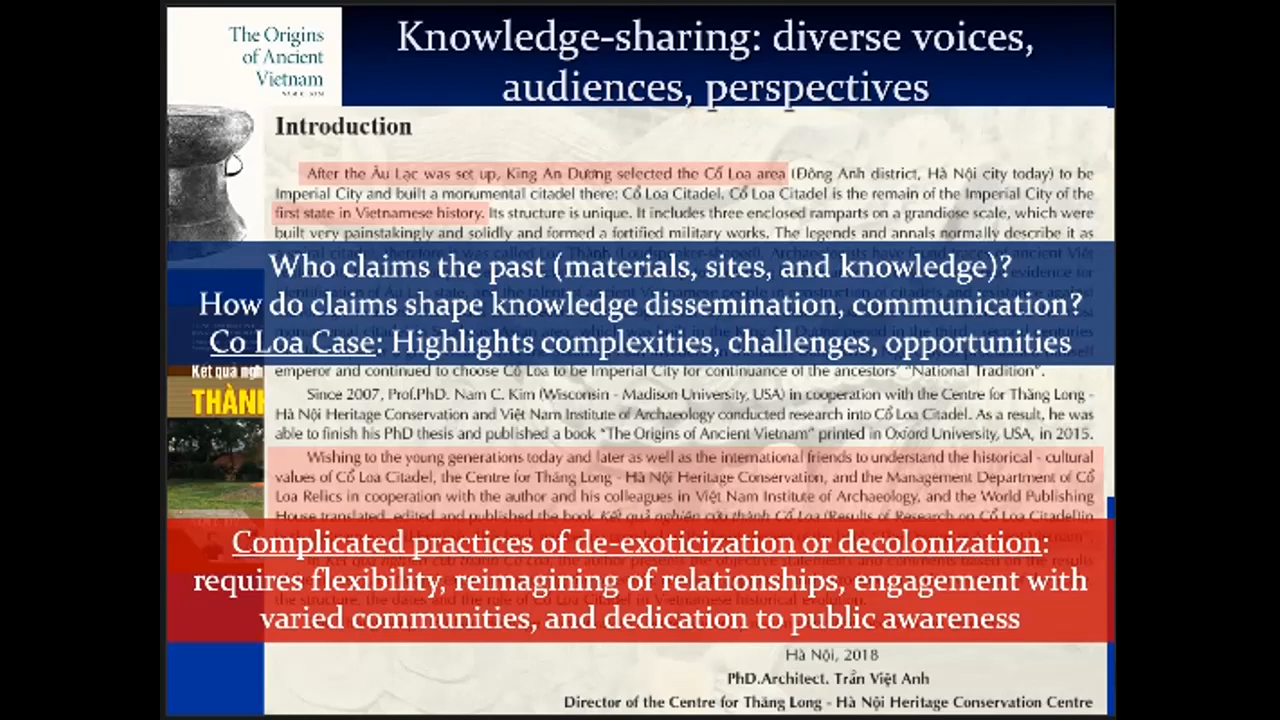 The Origins
of Ancient
Vietnam
Knowledge-sharing: diverse voices,
audiences, perspectives
Introduction
After the Âu Lạc was set up, King An Dương selected the Cổ Loa area (Đông Anh district, Hà Nội city today) to be
Imperial City and built a monumental citadel there: Cổ Loa Citadel. Cổ Loa Citadel is the remain of the Imperial City of the
first state in Vietnamese history. Its structure is unique. It includes three enclosed ramparts on a grandiose scale, which were
built very painstakingly and solidly and formed a fortified military works. The legends and annals normally describe it as
Who claims the past (materials, sites, and knowledge)?
How do claims shape knowledge dissemination, communication?
Co Loa Case: Highlights complexities, challenges, opportunities
emperor and continued to choose Cổ Loa to be Imperial City for continuance of the ancestors' "National Tradition".
Kết quả ngh
THÀNH
Since 2007, Prof.PhD. Nam C. Kim (Wisconsin - Madison University, USA) in cooperation with the Centre for Thăng Long -
Hà Nội Heritage Conservation and Việt Nam Institute of Archaeology conducted research into Cổ Loa Citadel. As a result, he was
able to finish his PhD thesis and published a book "The Origins of Ancient Vietnam" printed in Oxford University, USA, in 2015.
Wishing to the young generations today and later as well as the international friends to understand the historical - cultural
values of Cổ Loa Citadel, the Centre for Thăng Long - Hà Nội Heritage Conservation, and the Management Department of Cổ
Loa Relics in cooperation with the author and his colleagues in Việt Nam Institute of Archaeology, and the World Publishing
House translated, edited and published the book Kết quả nghiên cứu thành Cổ Loa (Results of Research on Cổ Loa Citadel)in
Complicated practices of de-exoticization or decolonization:
requires flexibility, reimagining of relationships, engagement with
varied communities, and dedication to public awareness
Hà Nội, 2018
PhD.Architect. Trần Việt Anh
Director of the Centre for Thăng Long - Hà Nội Heritage Conservation Centre